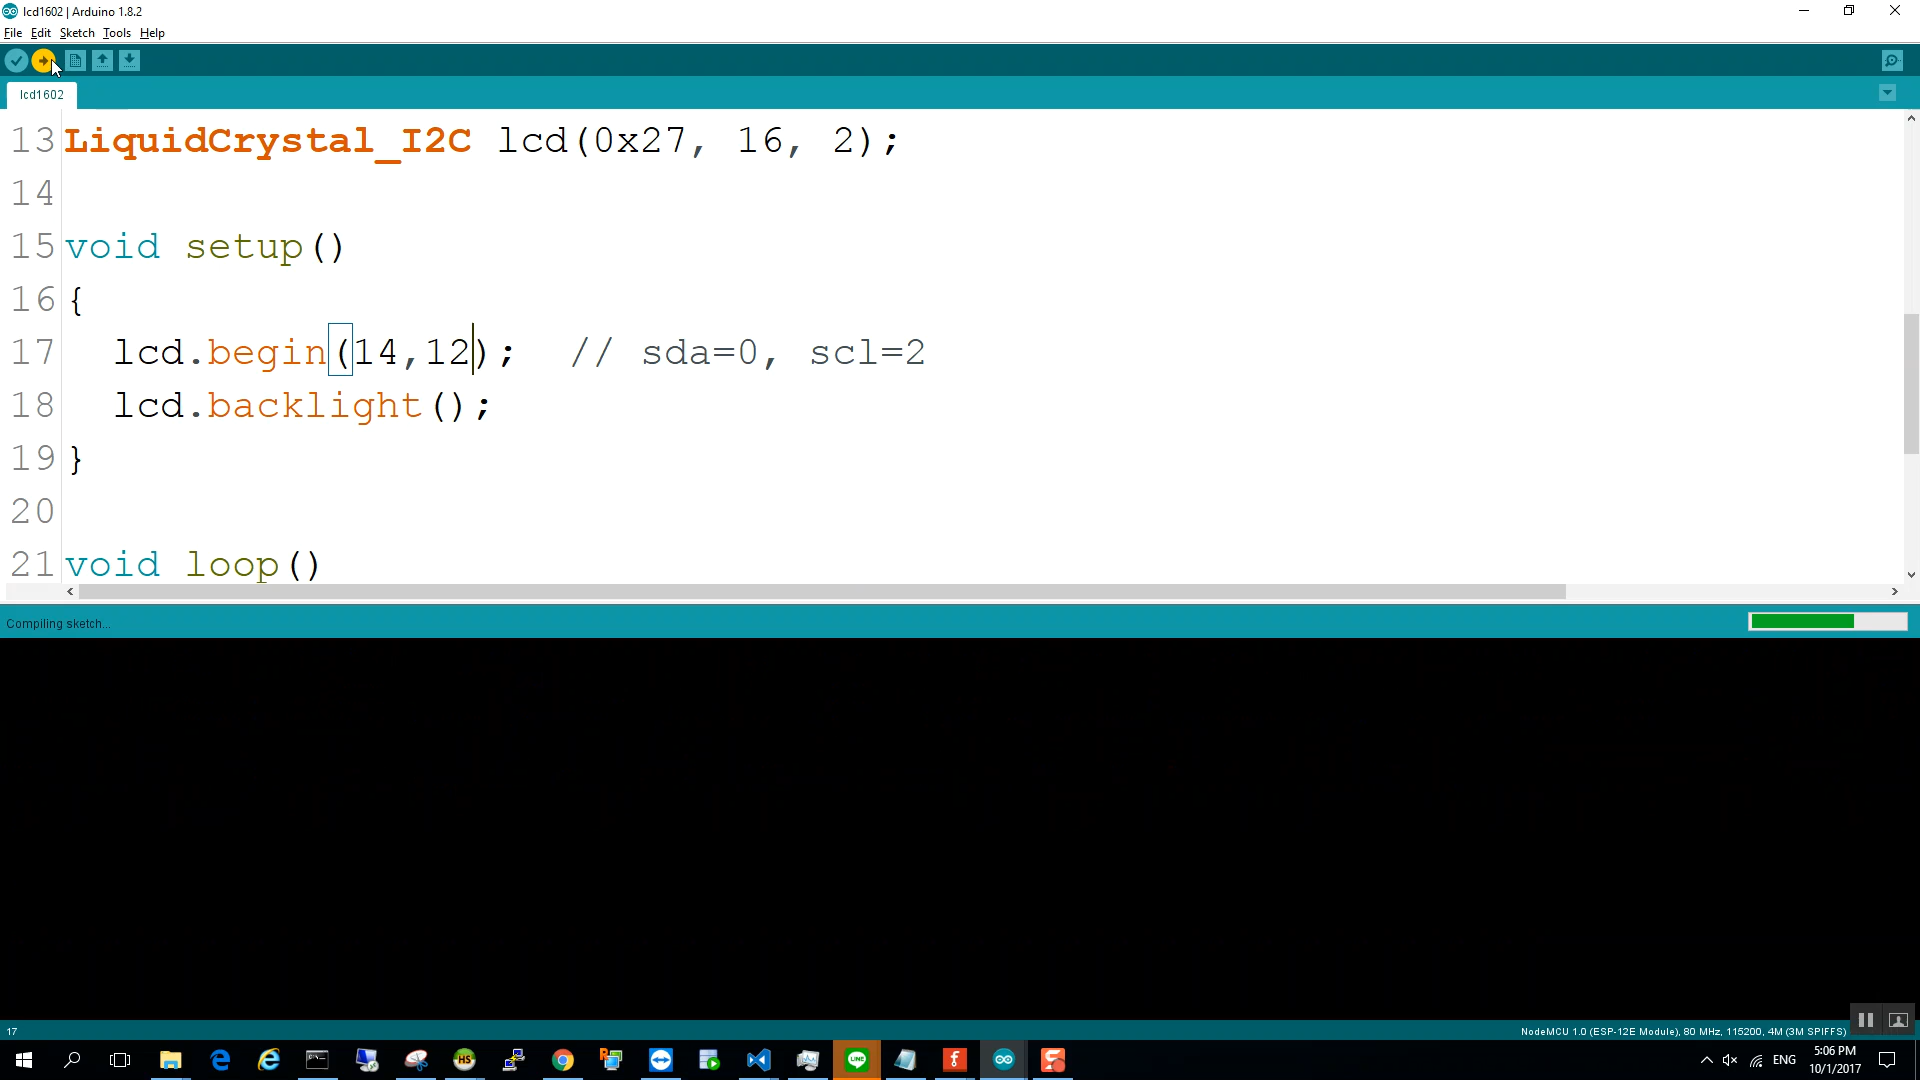 lcd1602 | Arduino 1.8.2
File Edit Sketch Tools Help
lcd1602
13 LiquidCrystal_I2C lcd(0x27, 16, 2);
14
15 void setup()
16 {
17 lcd.begin(14,12); // sda=0, scl=2
18 lcd.backlight();
19 }
20
21 void loop()
Compiling sketch...
17 NodeMCU 1.0 (ESP-12E Module), 80 MHz, 115200, 4M (3M SPIFFS)
HS LINE ENG 5:06 PM
10/1/2017